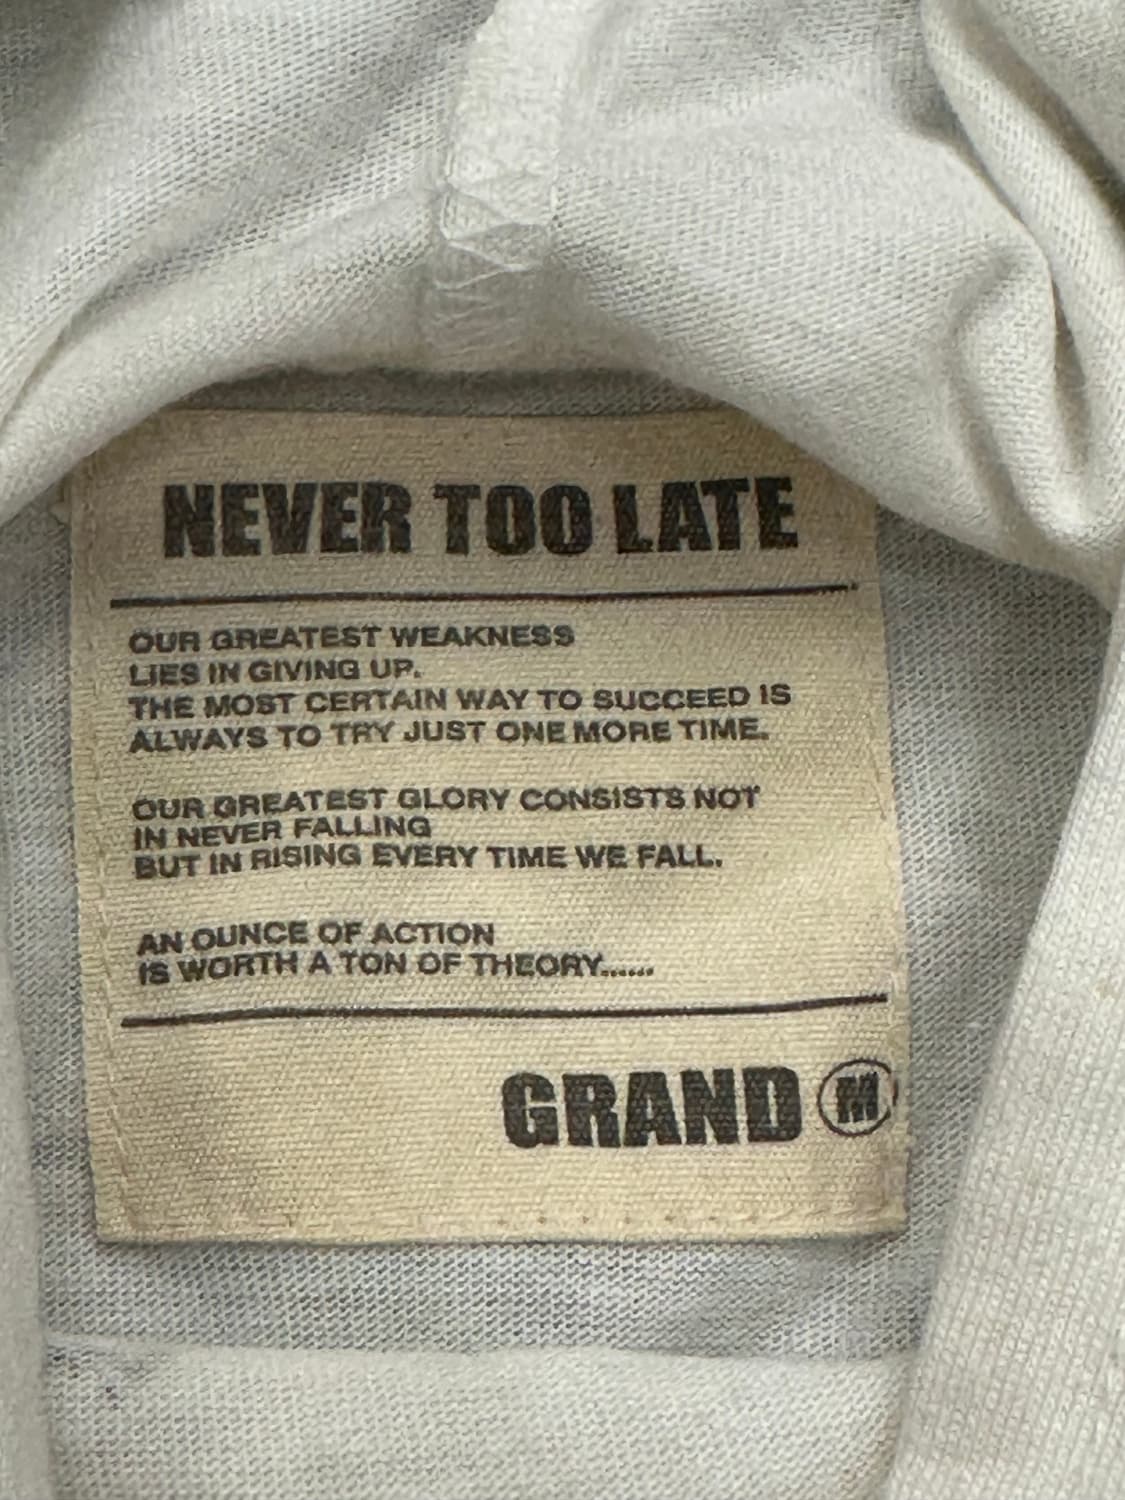 NEVER TOO LATE
OUR GREATEST WEAKNESS
LIES IN GIVING UP.
THE MOST CERTAIN WAY TO SUCCEED IS
ALWAYS TO TRY JUST ONE MORE TIME.
OUR GREATEST GLORY CONSISTS NOT
IN NEVER FALLING
BUT IN RISING EVERY TIME WE FALL.
AN OUNCE OF ACTION
IS WORTH A TON OF THEORY......
GRAND M